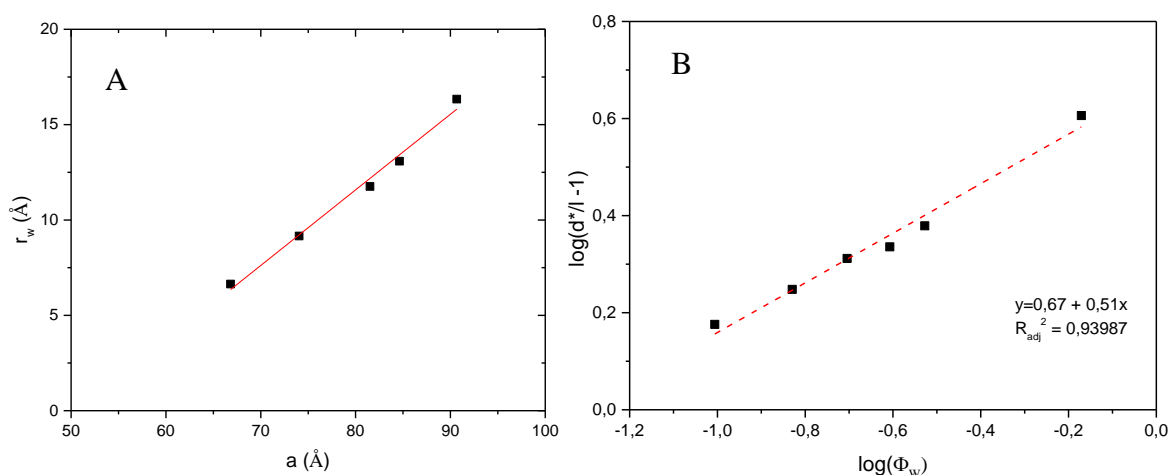 A
20
15
10
5
0
r_w (Å)
50
60
70
80
90
100
a (Å)
B
0,8
0,6
0,4
0,2
0,0
log(d*/l -1)
y=0,67 + 0,51x
R_adj^2 = 0,93987
-1,2
-1,0
-0,8
-0,6
-0,4
-0,2
0,0
log(Φ_w)